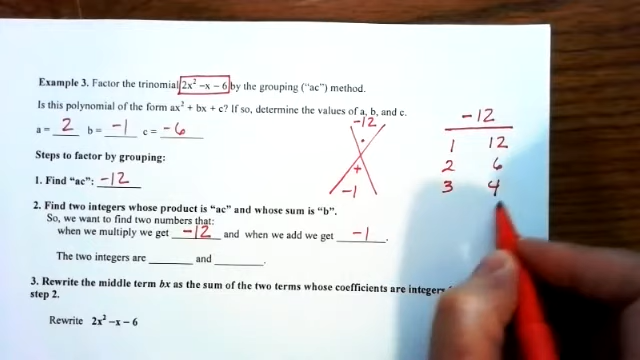 Example 3. Factor the trinomial 2x² –x – 6 by the grouping ("ac") method.
Is this polynomial of the form ax² + bx + c? If so, determine the values of a, b, and c.
a = 2 b = -1 c = -6
Steps to factor by grouping:
1. Find "ac": -12
2. Find two integers whose product is "ac" and whose sum is "b".
So, we want to find two numbers that:
when we multiply we get -12 and when we add we get -1.
The two integers are ________ and ________.
3. Rewrite the middle term bx as the sum of the two terms whose coefficients are integers
step 2.
Rewrite 2x² –x – 6
-12
·
+
-1
-12
1 12
2 6
3 4